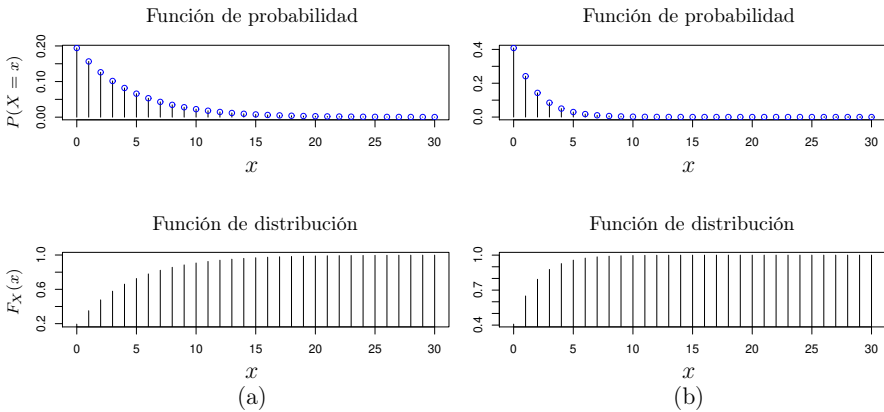 Función de probabilidad
P(X = x)
0.00 0.10 0.20
0 5 10 15 20 25 30
x
Función de distribución
F_X(x)
0.2 0.6 1.0
0 5 10 15 20 25 30
x
(a)
Función de probabilidad
0.0 0.2 0.4
0 5 10 15 20 25 30
x
Función de distribución
0.4 0.7 1.0
0 5 10 15 20 25 30
x
(b)